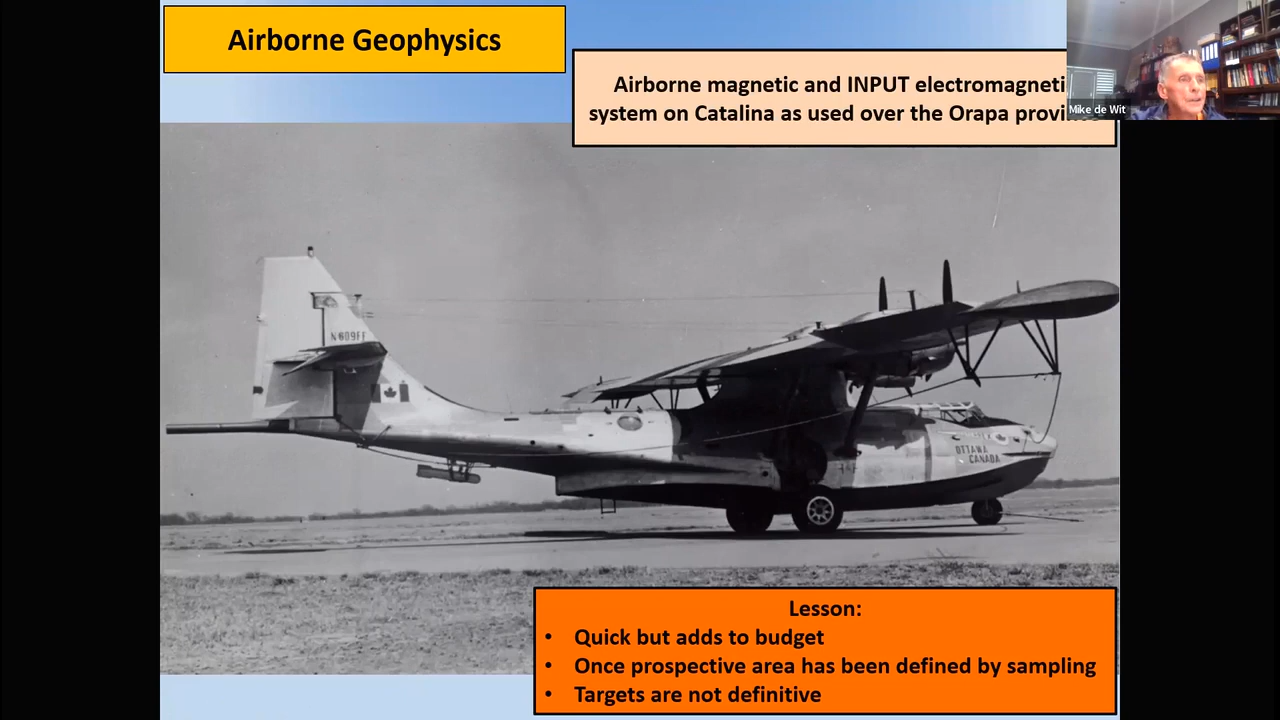 Airborne Geophysics
Airborne magnetic and INPUT electromagneti
system on Catalina as used over the Orapa
Mike de Wit
OTTAWA
CANADA
Lesson:
• Quick but adds to budget
• Once prospective area has been defined by sampling
• Targets are not definitive